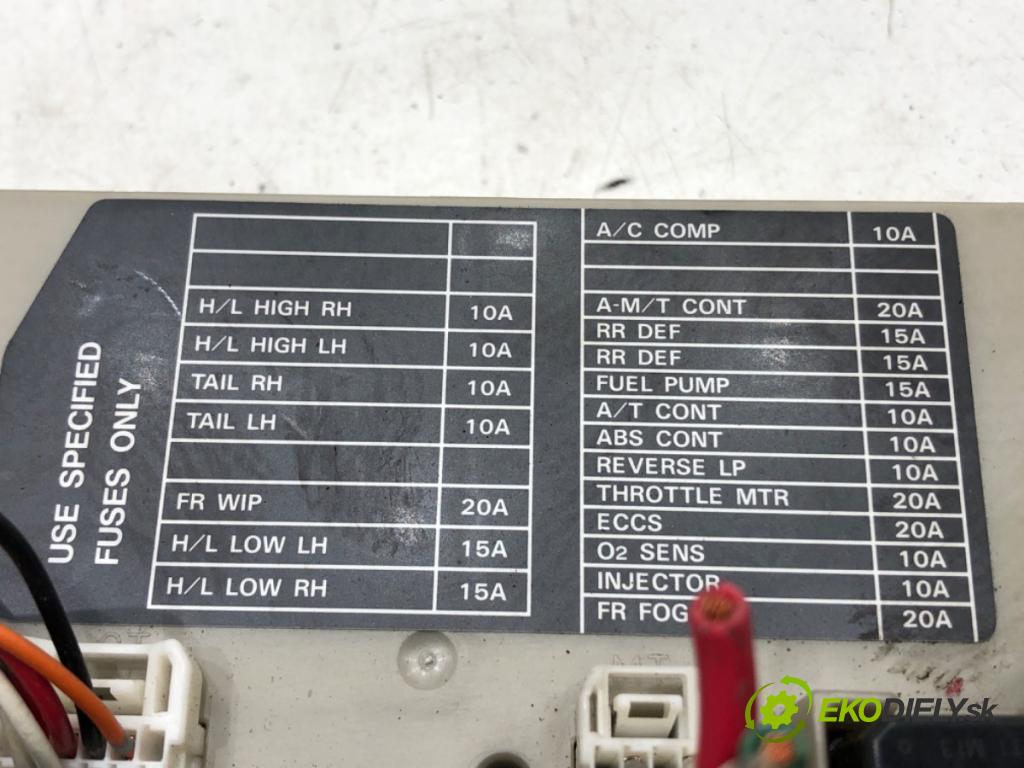 USE SPECIFIED
FUSES ONLY
H/L HIGH RH 10A
H/L HIGH LH 10A
TAIL RH 10A
TAIL LH 10A
FR WIP 20A
H/L LOW LH 15A
H/L LOW RH 15A
A/C COMP 10A
A-M/T CONT 20A
RR DEF 15A
RR DEF 15A
FUEL PUMP 15A
A/T CONT 10A
ABS CONT 10A
REVERSE LP 10A
THROTTLE MTR 20A
ECCS 20A
O2 SENS 10A
INJECTOR 10A
FR FOG 20A
EKODIELY.sk